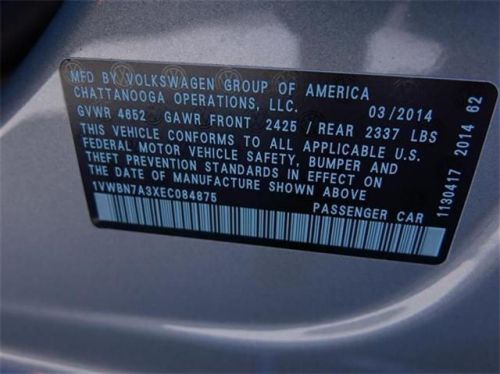 MFD BY VOLKSWAGEN GROUP OF AMERICA
CHATTANOOGA OPERATIONS, LLC. 03/2014
GVWR 4652 GAWR FRONT 2425/ REAR 2337 LBS
THIS VEHICLE CONFORMS TO ALL APPLICABLE U.S.
FEDERAL MOTOR VEHICLE SAFETY, BUMPER AND
THEFT PREVENTION STANDARDS IN EFFECT ON
THE DATE OF MANUFACTURE SHOWN ABOVE
1VWBN7A3XEC084875 PASSENGER CAR
1130417 2014 62